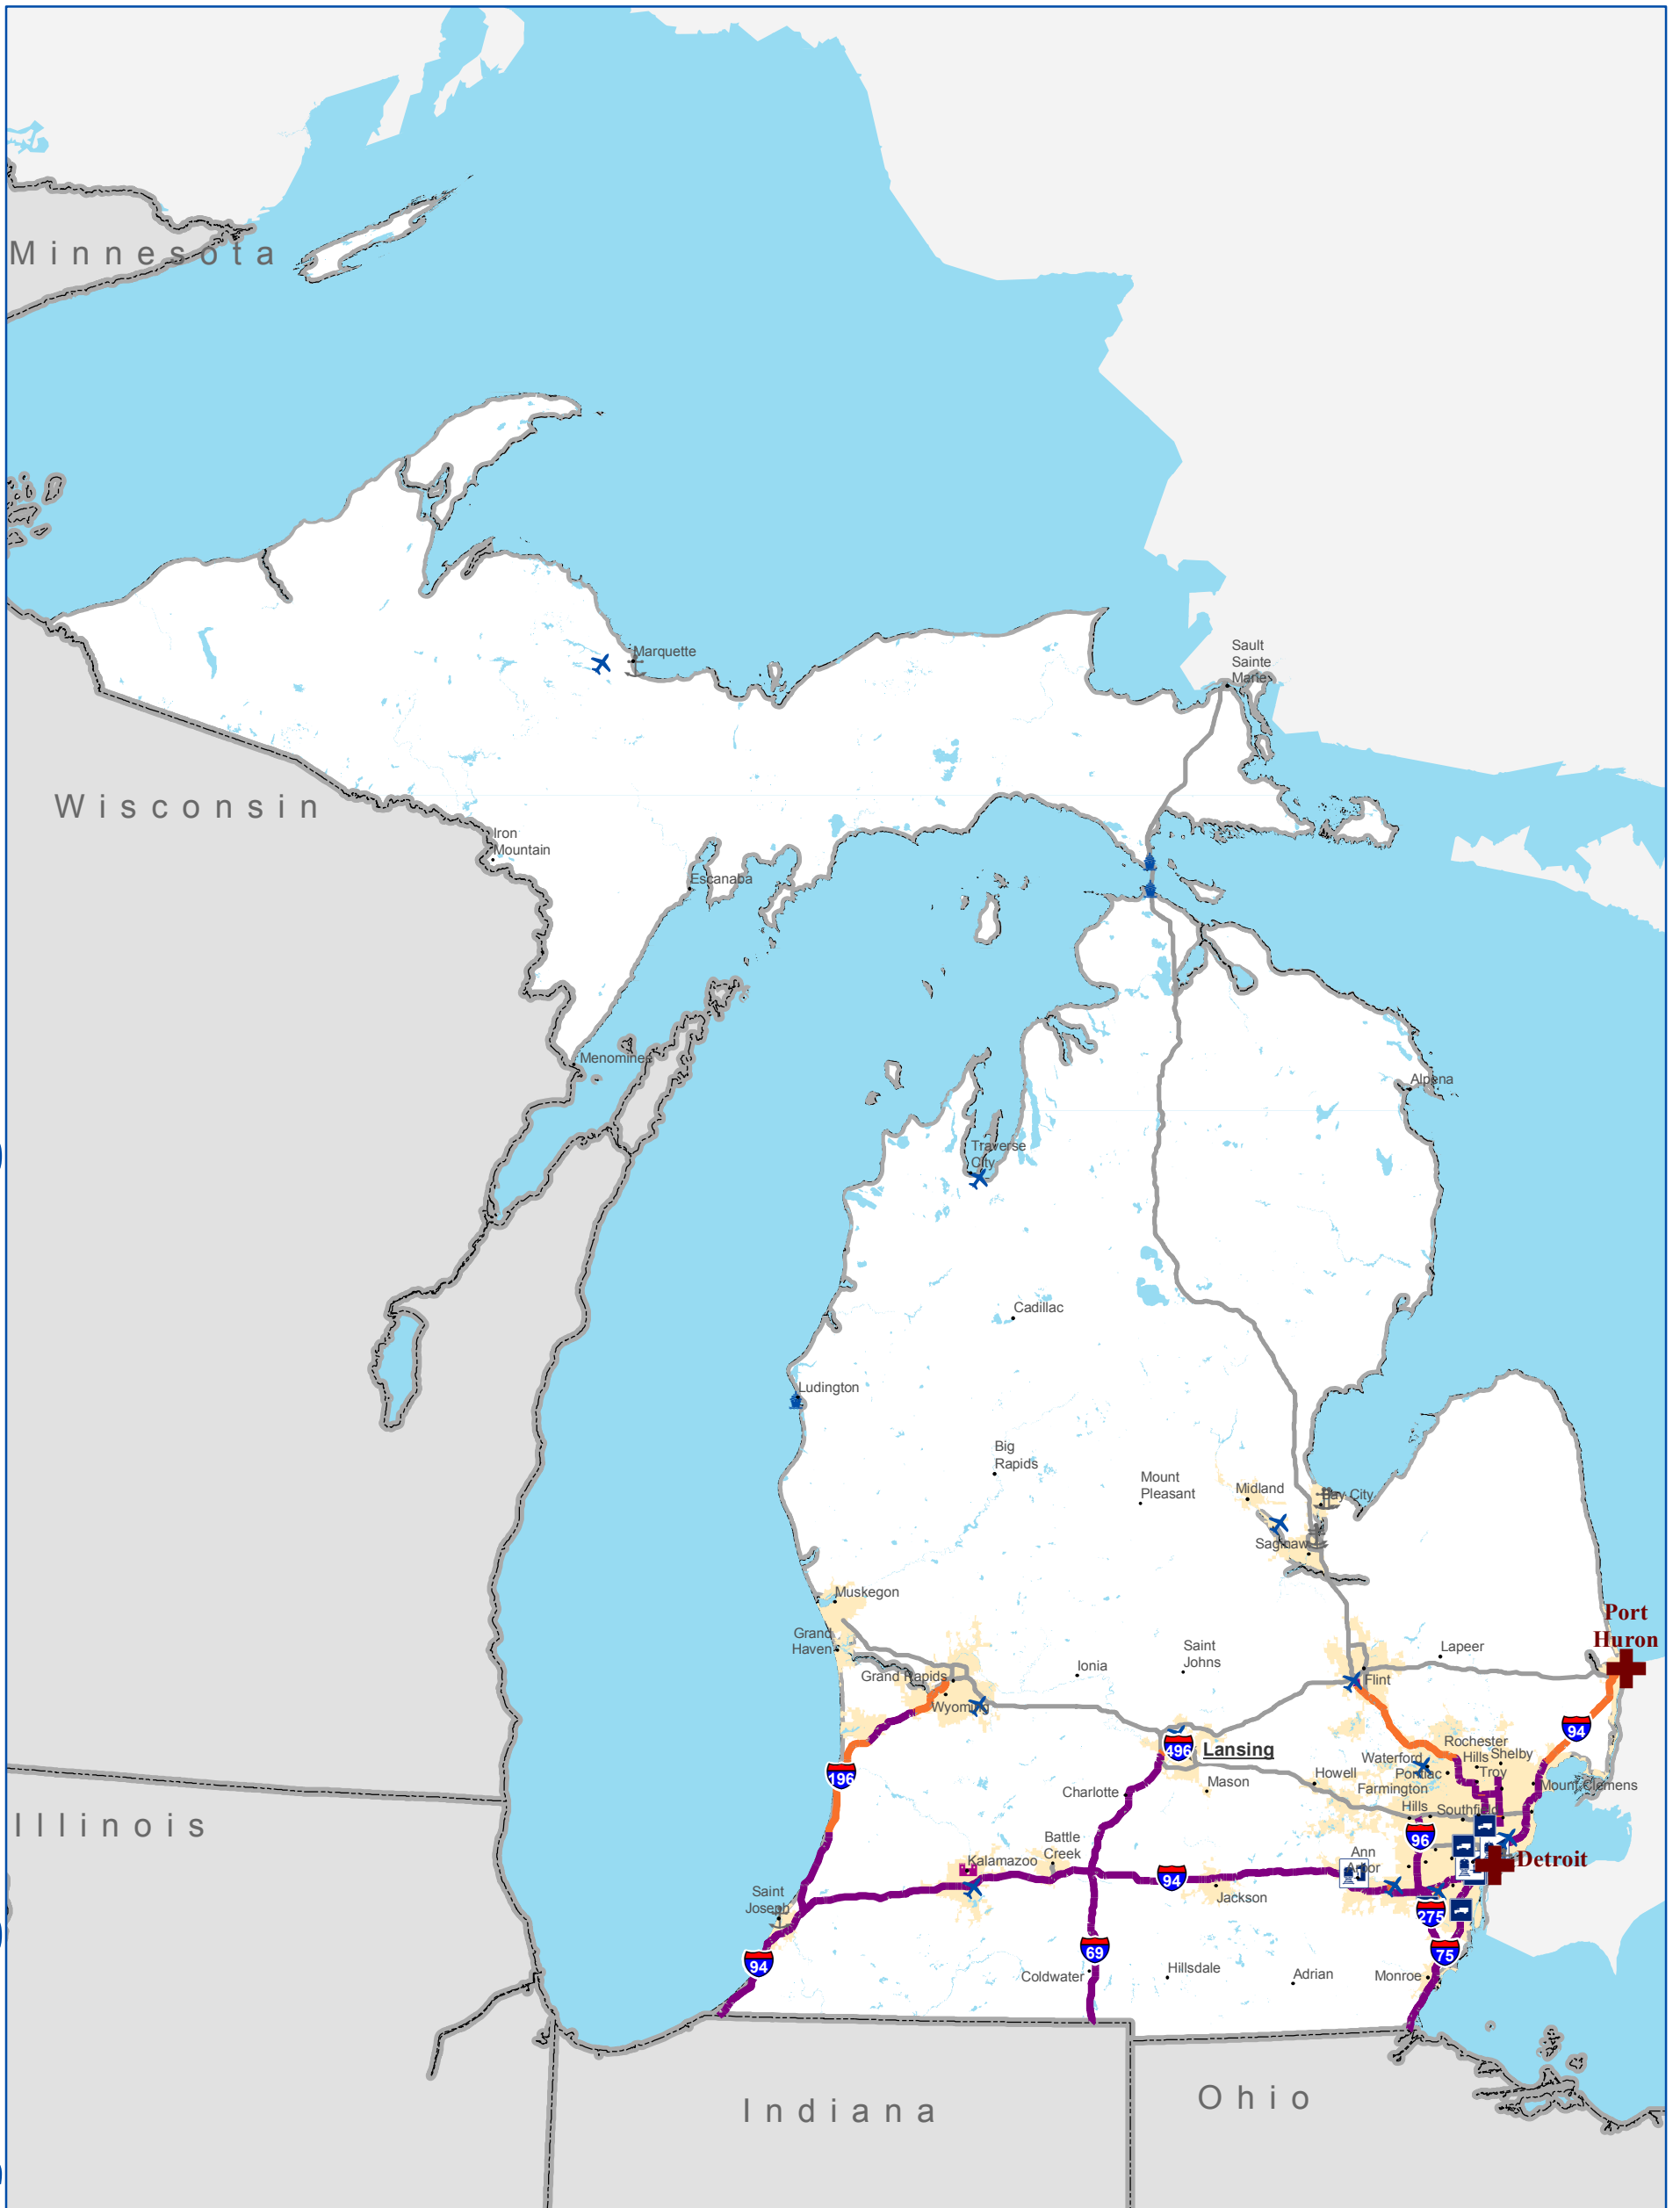 Minnesota
Marquette
Sault
Sainte
Marie
Wisconsin
Iron
Mountain
Escanaba
Menominee
Alpena
Traverse
City
Cadillac
Ludington
Big
Rapids
Mount
Pleasant
Midland
Bay City
Saginaw
Muskegon
Grand
Haven
Grand Rapids
Wyoming
Ionia
Saint
Johns
Flint
Lapeer
Port
Huron
94
496
Lansing
196
Charlotte
Mason
Howell
Waterford
Pontiac
Farmington
Hills
Rochester
Hills
Shelby
Troy
Mount Clemens
Southfield
Illinois
96
Battle
Creek
Kalamazoo
94
Ann
Arbor
Detroit
Jackson
Saint
Joseph
275
94
69
75
Coldwater
Hillsdale
Adrian
Monroe
Indiana
Ohio